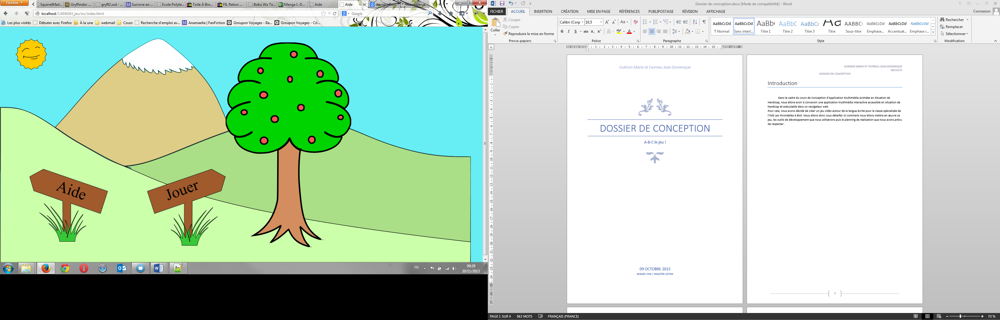 Firefox
SquirrelMail...
Gryffindor ...
gryff2.xsd - ...
Survivre en ...
Ecole Polyte...
Toile À Bro...
FIL Retors ...
Boku Wa To...
Manga L-D...
Aide
Aide
wamp - Rec...
WampServe...
localhost/CAMASH_jeu/src/index.html
Google
Les plus visités
Débuter avec Firefox
À la une
webmail
Cours
Recherche d'emploi av...
Anamaelia | FanFiction
Groupon Voyages - Ba...
Groupon Voyages - Cô...
Aide
Jouer
FR
09:29
20/11/2013
Dossier de conception.docx [Mode de compatibilité] - Word
FICHIER
ACCUEIL
INSERTION
CRÉATION
MISE EN PAGE
RÉFÉRENCES
PUBLIPOSTAGE
RÉVISION
AFFICHAGE
Connexion
Coller
Couper
Copier
Reproduire la mise en forme
Presse-papiers
Calibri (Corp
10,5
G I S abc x₂ x²
Police
Paragraphe
AaBbCcDd
¶ Normal
AaBbCcDd
Sans interl...
AaBb(
Titre 1
AaBbC
Titre 2
AaBbCc
Titre 3
Titre
AABBC(
Sous-titre
AaBbCcDd
Emphase...
AaBbCcDd
Accentuat...
AaBbCcDd
Emphase i...
Style
Rechercher
Remplacer
Sélectionner
Modification
Guénon Marie et Favreau Jean-Dominique
DOSSIER DE CONCEPTION
A-B-C le jeu !
09 OCTOBRE 2013
MAM5 VIM / MASTER SSTIM
GUENON MARIE ET FAVREAU JEAN-DOMINIQUE
09/10/13
DOSSIER DE CONCEPTION
Introduction
Dans le cadre du cours de Conception d'Application Multimédia Animées en Situation de
Handicap, nous allons avoir à concevoir une application multimédia interactive accessible en situation de
handicap et exécutable dans un navigateur web.
Pour cela, nous avons décidé de créer un jeu vidéo autour de la langue écrite pour la classe spécialisée de
l'IME Les Hirondelles à Biot. Nous allons donc vous détailler ici comment nous allons mettre en œuvre ce
jeu, les outils de développement que nous utiliserons puis le planning de réalisation que nous avons prévu
de respecter.
1
PAGE 1 SUR 4
562 MOTS
FRANÇAIS (FRANCE)
73 %